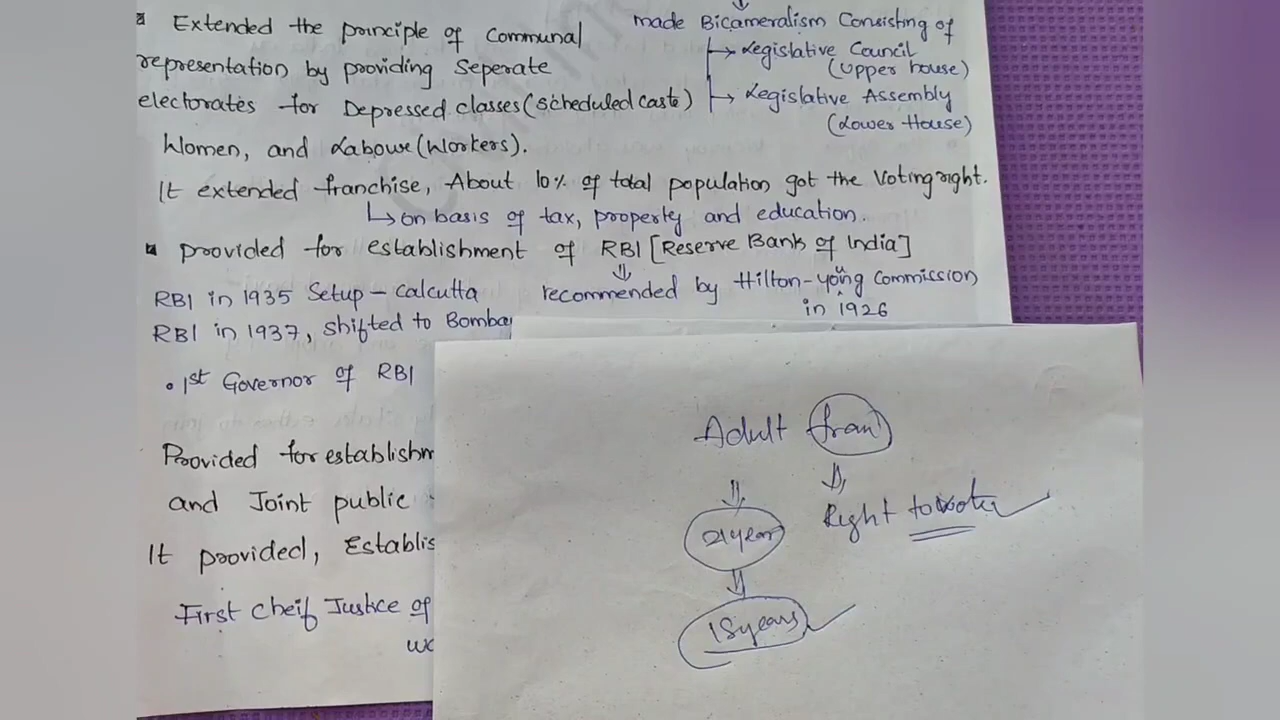 Extended the principle of Communal
representation by providing Seperate
electorates for Depressed classes (Scheduled caste)
Women, and Labour (Workers).
made Bicameralism Consisting of
→ Legislative Council
(Upper house)
→ Legislative Assembly
(Lower House)
It extended franchise, About 10% of total population got the Voting right.
↳ on basis of tax, property and education.
provided for establishment of RBI [Reserve Bank of India]
RBI in 1935 Setup - Calcutta
recommended by Hilton-young Commission
in 1926
RBI in 1937, shifted to
• 1st Governor of RBI
Provided for
and Joint public
It provided,
First Cheif Justice of
Adult fran
Right to vote
21 year
18 years